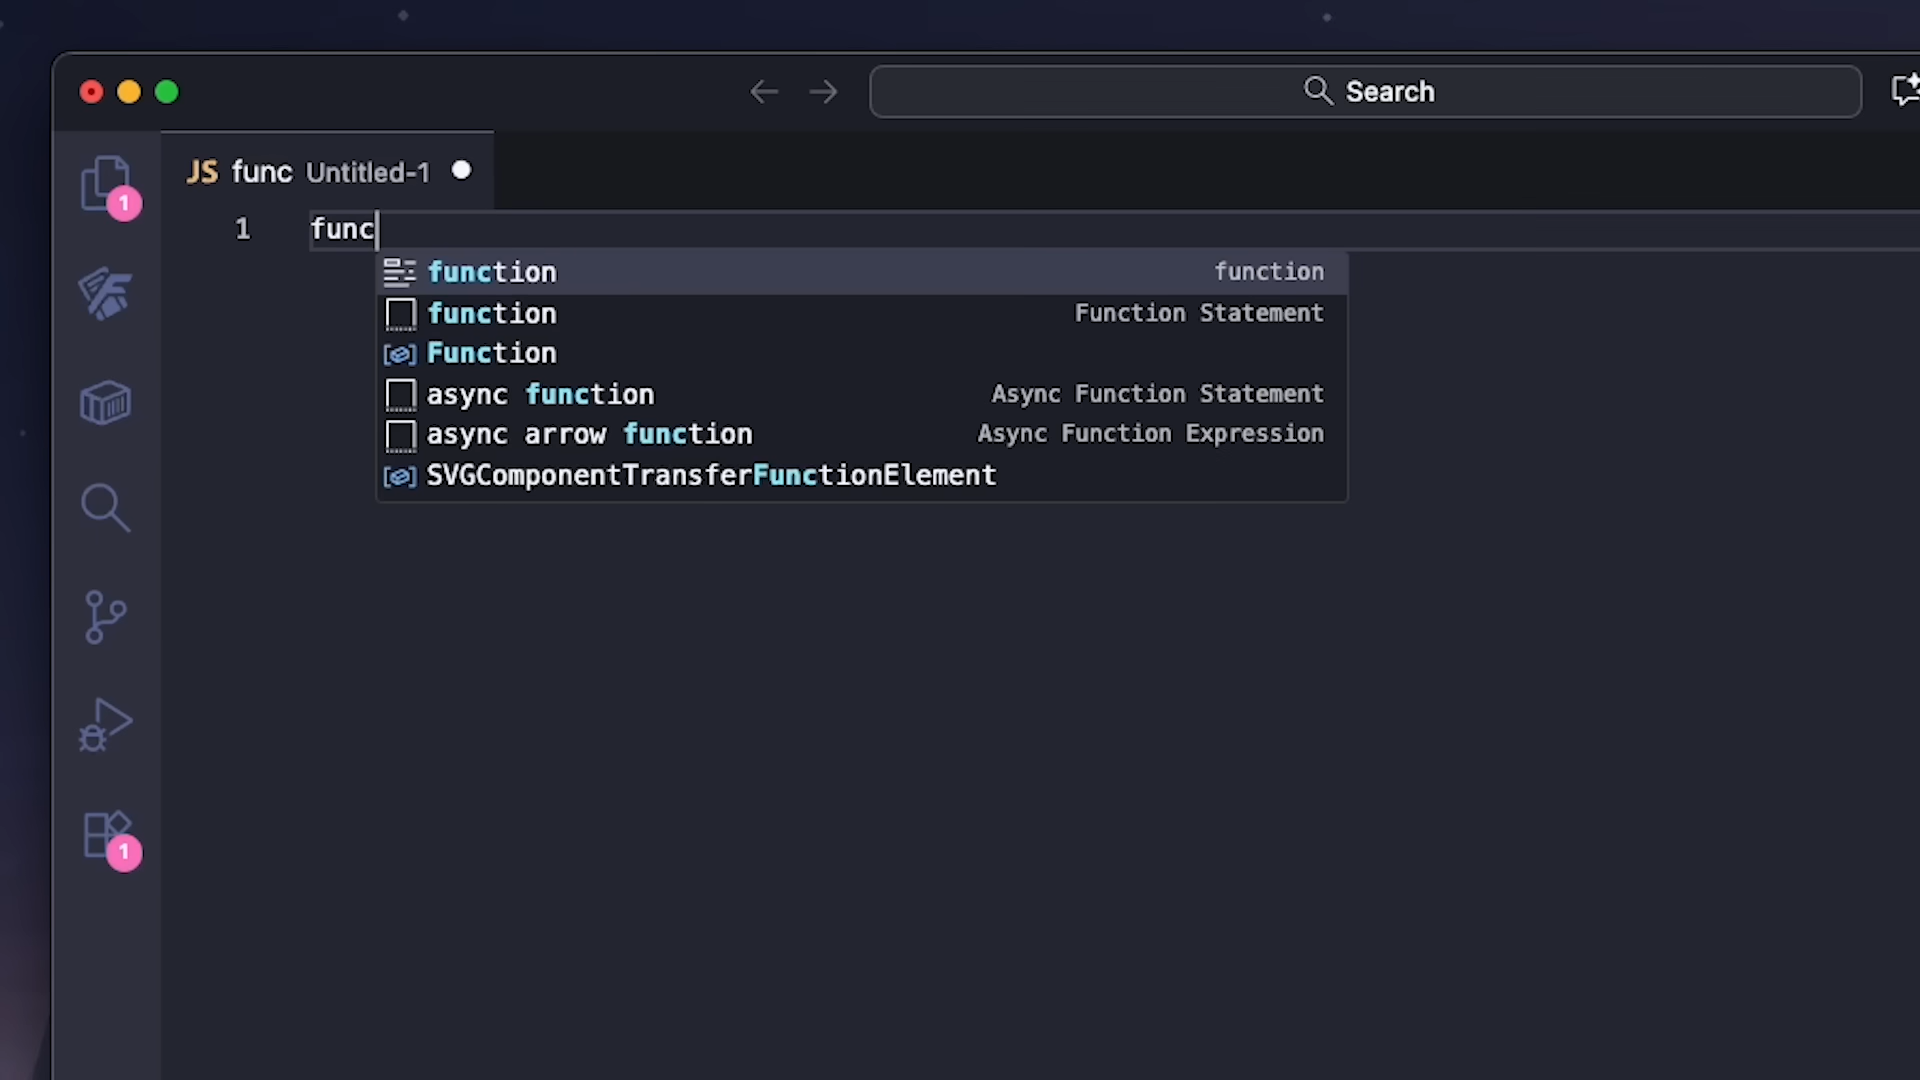 Search
JS func Untitled-1
1
1 func
function function
function Function Statement
Function
async function Async Function Statement
async arrow function Async Function Expression
SVGComponentTransferFunctionElement
1